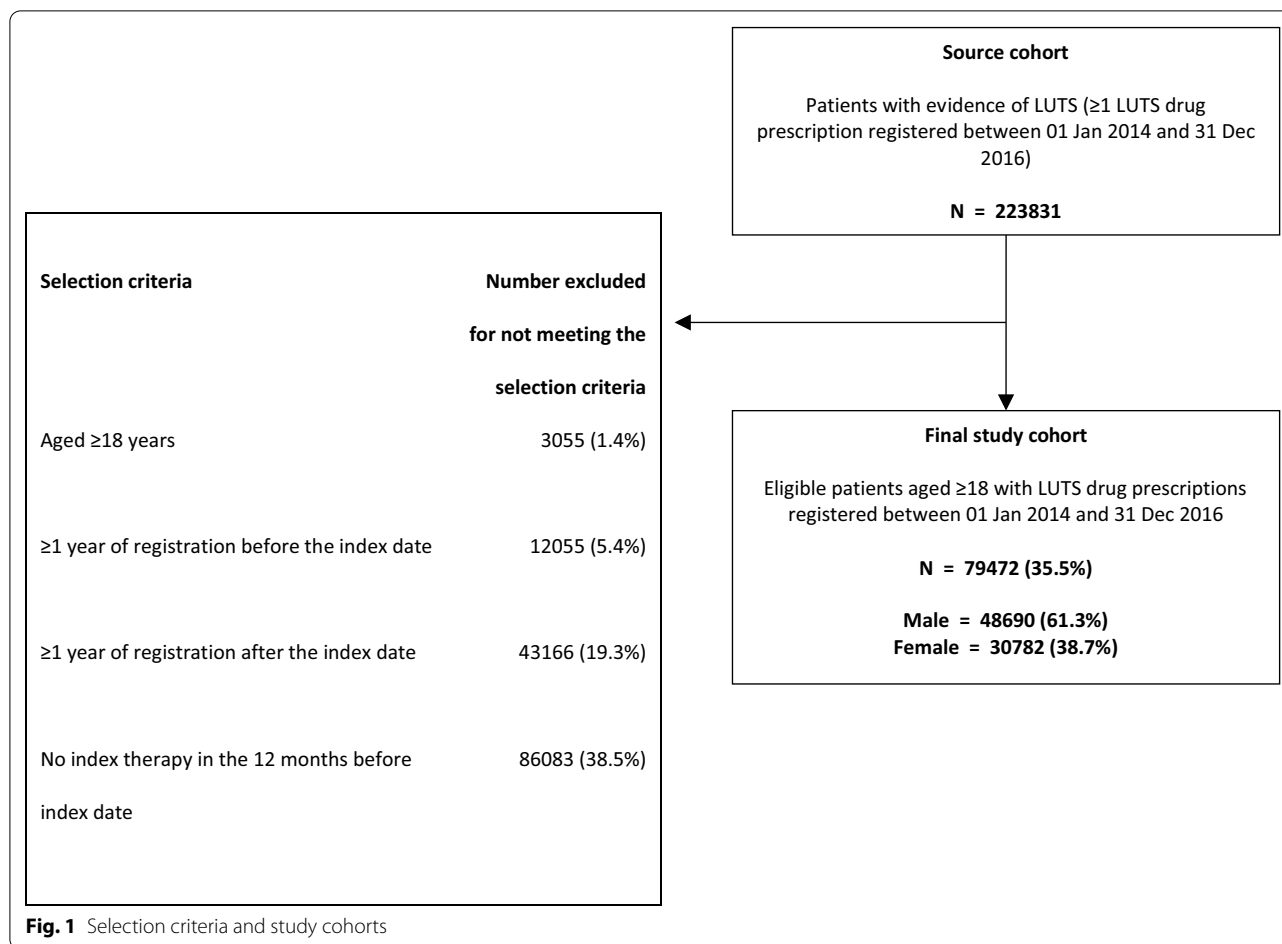 Source cohort
Patients with evidence of LUTS (≥1 LUTS drug
prescription registered between 01 Jan 2014 and 31 Dec
2016)
N = 223831
Selection criteria
Number excluded
for not meeting the
selection criteria
Aged ≥18 years 3055 (1.4%)
≥1 year of registration before the index date 12055 (5.4%)
≥1 year of registration after the index date 43166 (19.3%)
No index therapy in the 12 months before 86083 (38.5%)
index date
Final study cohort
Eligible patients aged ≥18 with LUTS drug prescriptions
registered between 01 Jan 2014 and 31 Dec 2016
N = 79472 (35.5%)
Male = 48690 (61.3%)
Female = 30782 (38.7%)
Fig. 1 Selection criteria and study cohorts